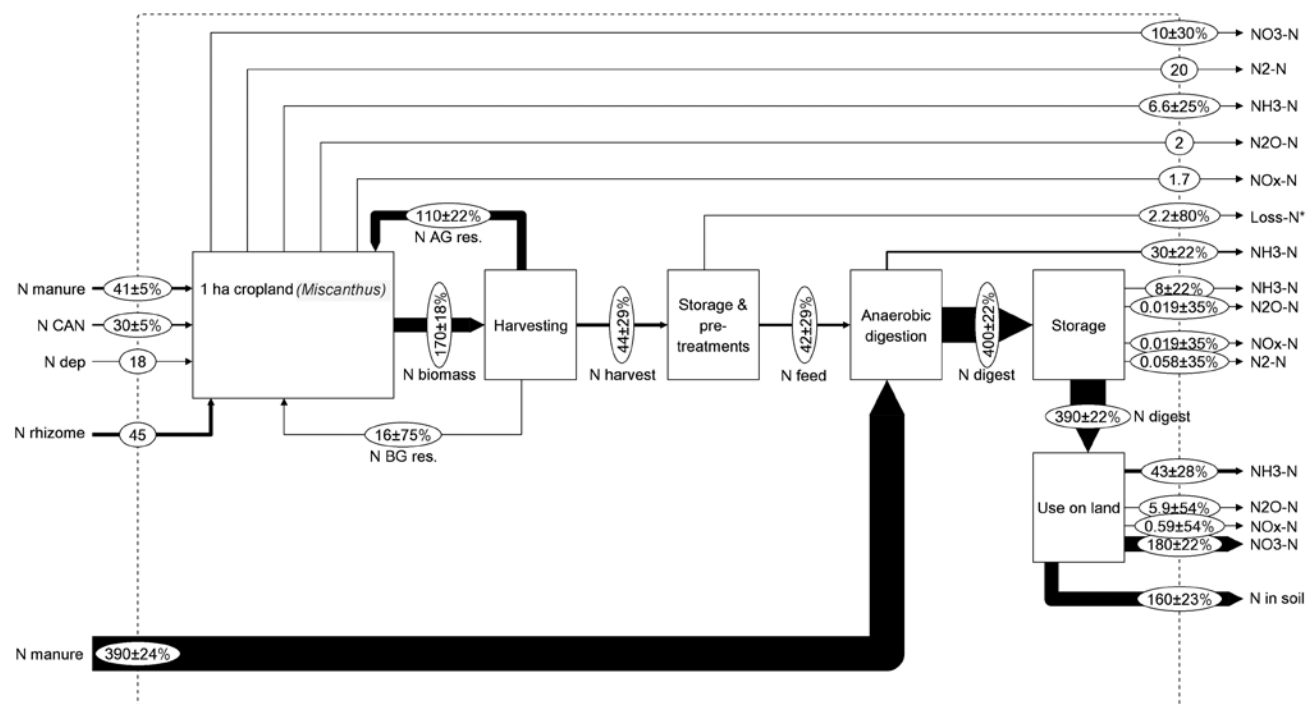 10±30%
NO3-N
20
N2-N
6.6±25%
NH3-N
2
N2O-N
1.7
NOx-N
110±22%
N AG res.
2.2±80%
Loss-N*
30±22%
NH3-N
N manure
41±5%
1 ha cropland (Miscanthus)
N CAN
30±5%
N dep
18
N rhizome
45
170±18%
N biomass
Harvesting
16±75%
N BG res.
44±29%
N harvest
Storage &
pre-
treatments
42±29%
N feed
Anaerobic
digestion
400±22%
N digest
Storage
8±22%
NH3-N
0.019±35%
N2O-N
0.019±35%
NOx-N
0.058±35%
N2-N
390±22%
N digest
Use on land
43±28%
NH3-N
5.9±54%
N2O-N
0.59±54%
NOx-N
180±22%
NO3-N
160±23%
N in soil
N manure
390±24%